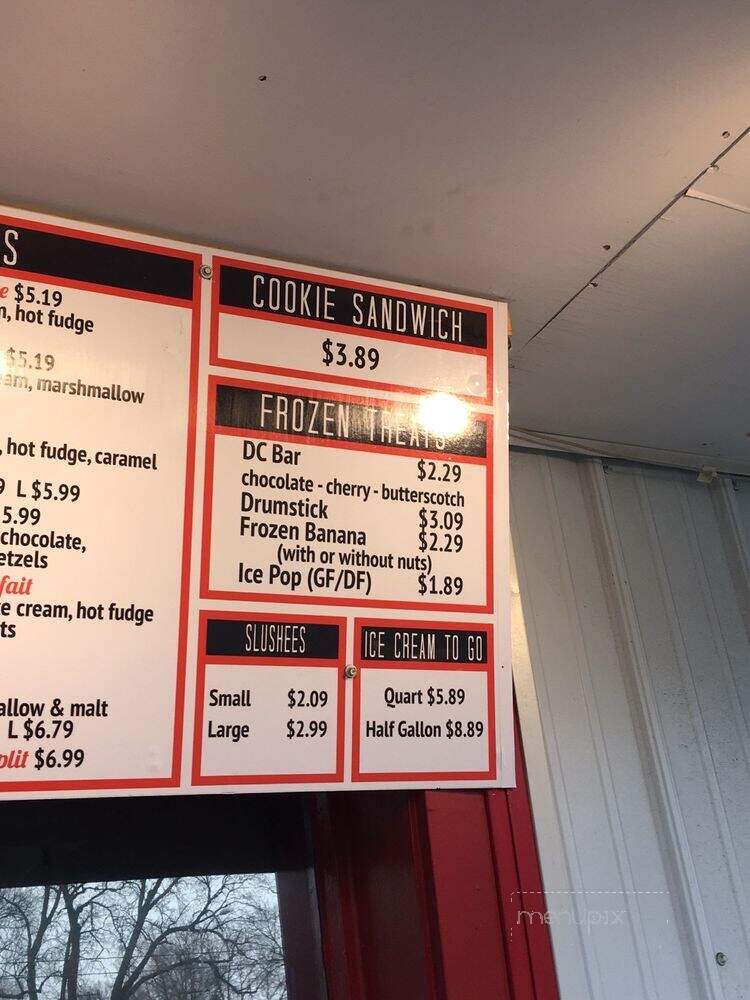 S
e $5.19
, hot fudge
$5.19
am, marshmallow
, hot fudge, caramel
9 L $5.99
5.99
chocolate,
etzels
fait
e cream, hot fudge
ts
allow & malt
L $6.79
plit $6.99
COOKIE SANDWICH
$3.89
FROZEN TREATS
DC Bar $2.29
chocolate - cherry - butterscotch
Drumstick $3.09
Frozen Banana $2.29
(with or without nuts)
Ice Pop (GF/DF) $1.89
SLUSHEES
Small $2.09
Large $2.99
ICE CREAM TO GO
Quart $5.89
Half Gallon $8.89
menupix